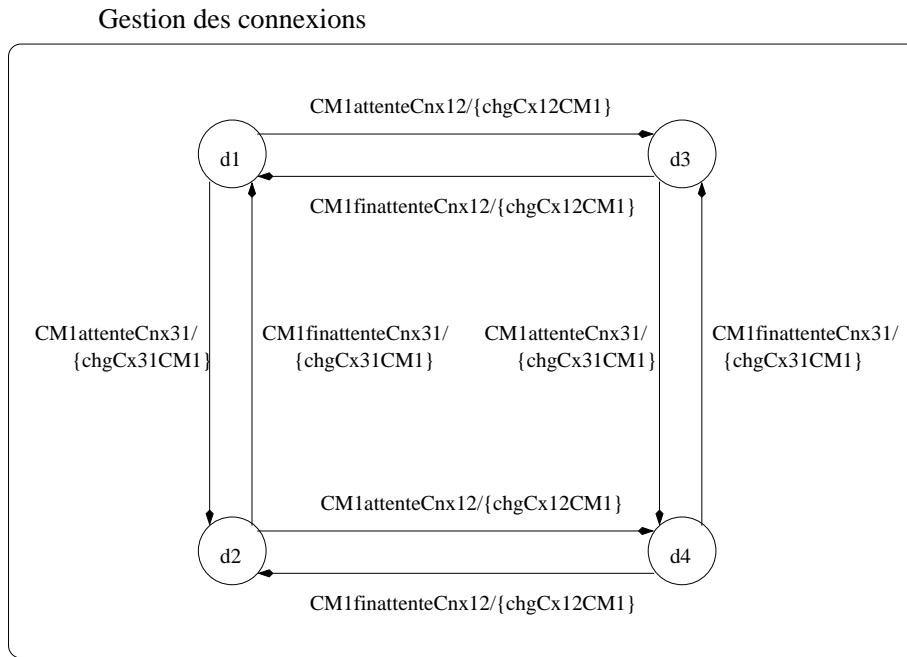 Gestion des connexions
CM1attenteCnx12/{chgCx12CM1}
d1
d3
CM1finattenteCnx12/{chgCx12CM1}
CM1attenteCnx31/
{chgCx31CM1}
CM1finattenteCnx31/
{chgCx31CM1}
CM1attenteCnx31/
{chgCx31CM1}
CM1finattenteCnx31/
{chgCx31CM1}
CM1attenteCnx12/{chgCx12CM1}
d2
d4
CM1finattenteCnx12/{chgCx12CM1}